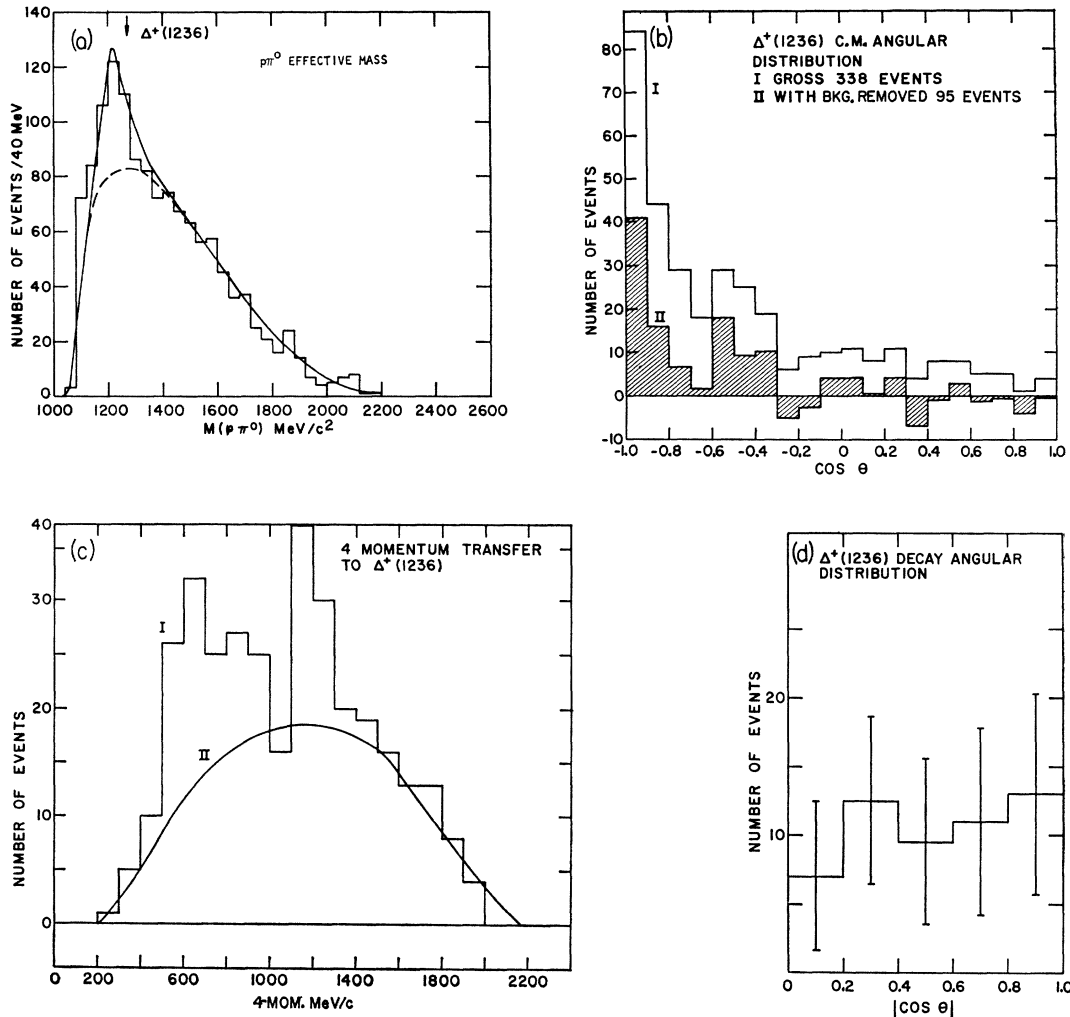 (a)
Δ⁺(1236)
pπ⁰ EFFECTIVE MASS
NUMBER OF EVENTS/40 MeV
140
120
100
80
60
40
20
0
1000 1200 1400 1600 1800 2000 2200 2400 2600
M(pπ⁰) MeV/c²
(b)
Δ⁺(1236) C.M. ANGULAR
DISTRIBUTION
I GROSS 338 EVENTS
II WITH BKG. REMOVED 95 EVENTS
I
II
NUMBER OF EVENTS
80
70
60
50
40
30
20
10
0
-10
-1.0 -0.8 -0.6 -0.4 -0.2 0 0.2 0.4 0.6 0.8 1.0
COS θ
(c)
4 MOMENTUM TRANSFER
TO Δ⁺(1236)
I
II
NUMBER OF EVENTS
40
30
20
10
0
0 200 600 1000 1400 1800 2200
4-MOM. MeV/c
(d)
Δ⁺(1236) DECAY ANGULAR
DISTRIBUTION
NUMBER OF EVENTS
20
10
0 0.2 0.4 0.6 0.8 1.0
|COS θ|